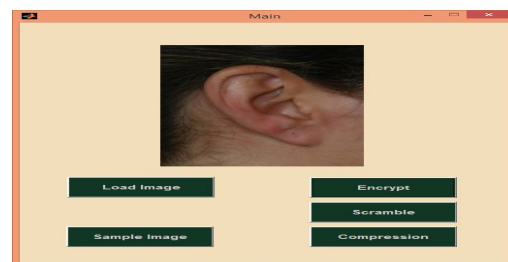 Main
Load Image
Encrypt
Scramble
Sample Image
Compression